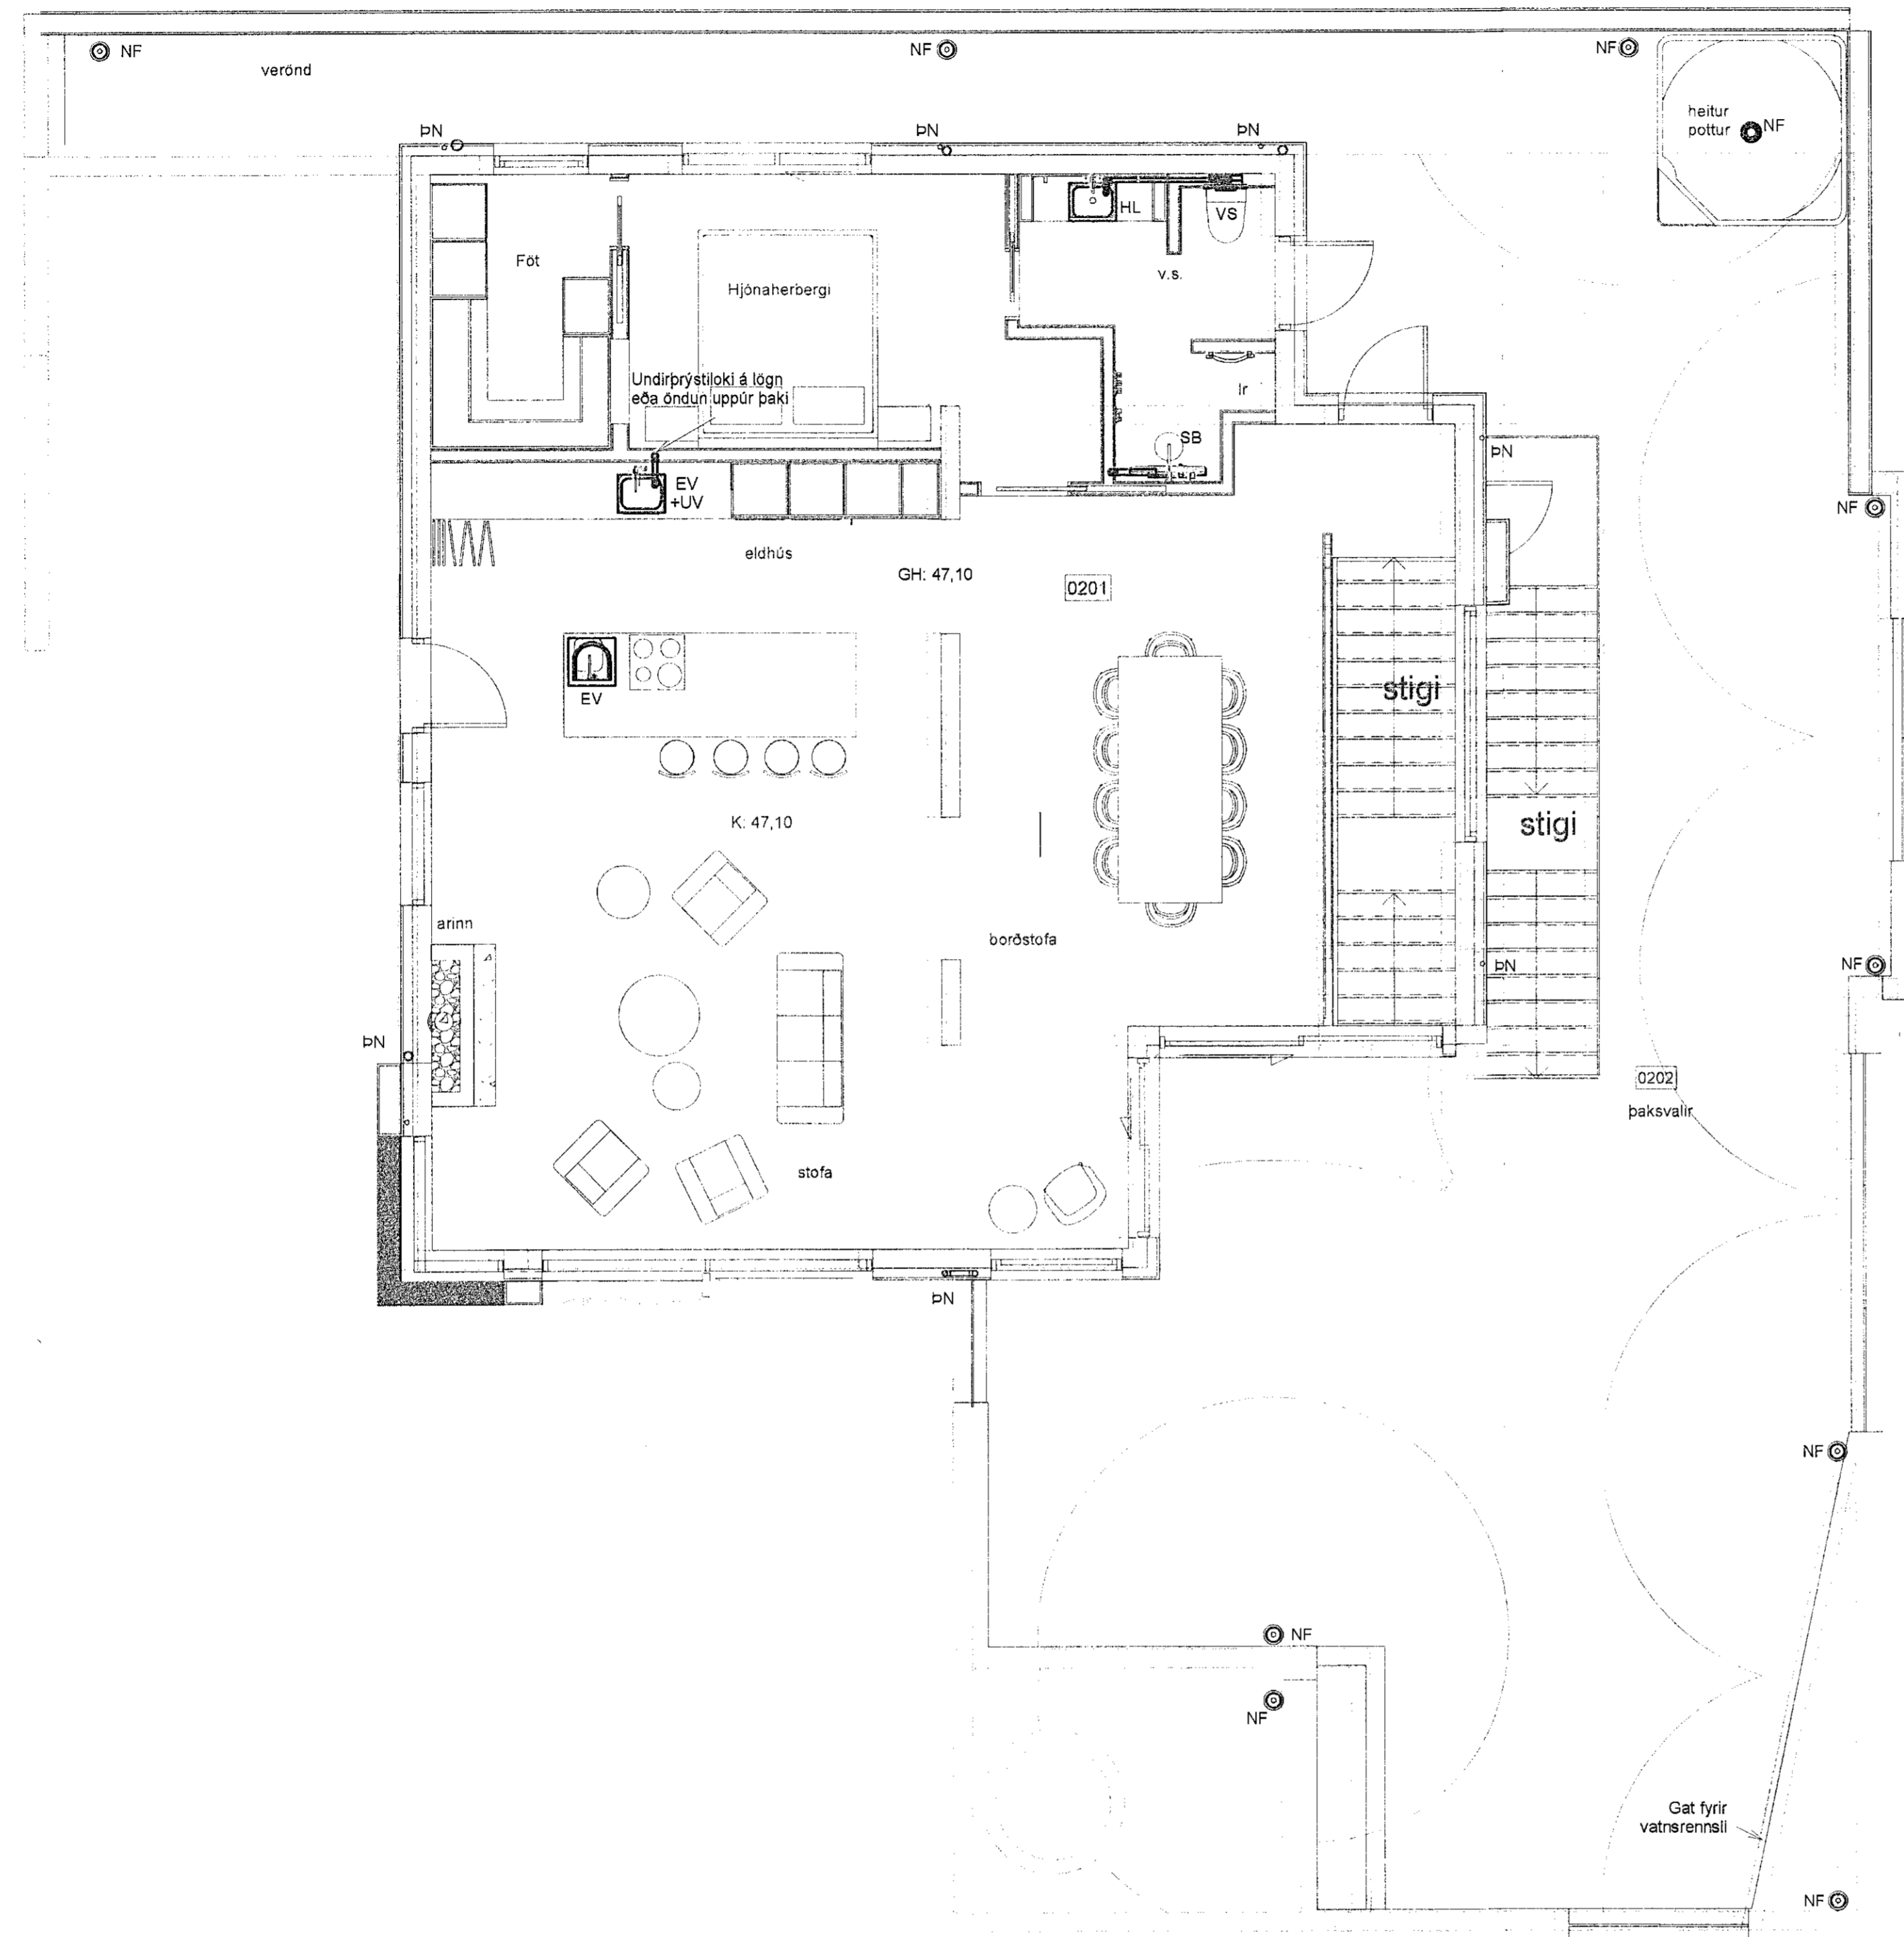 NF
NF
NF
verönd
heitur
pottur
NF
ÞN
ÞN
ÞN
HL
VS
Föt
v.s.
Hjónaherbergi
Undirþrýstiloki á lögn
eða öndun uppúr þaki
ír
SB
ÞN
EV
+UV
NF
eldhús
GH: 47,10
0201
stigi
EV
K: 47,10
stigi
arinn
borðstofa
NF
ÞN
ÞN
0202
þaksvalir
stofa
ÞN
NF
NF
NF
Gat fyrir
vatnsrennsli
NF